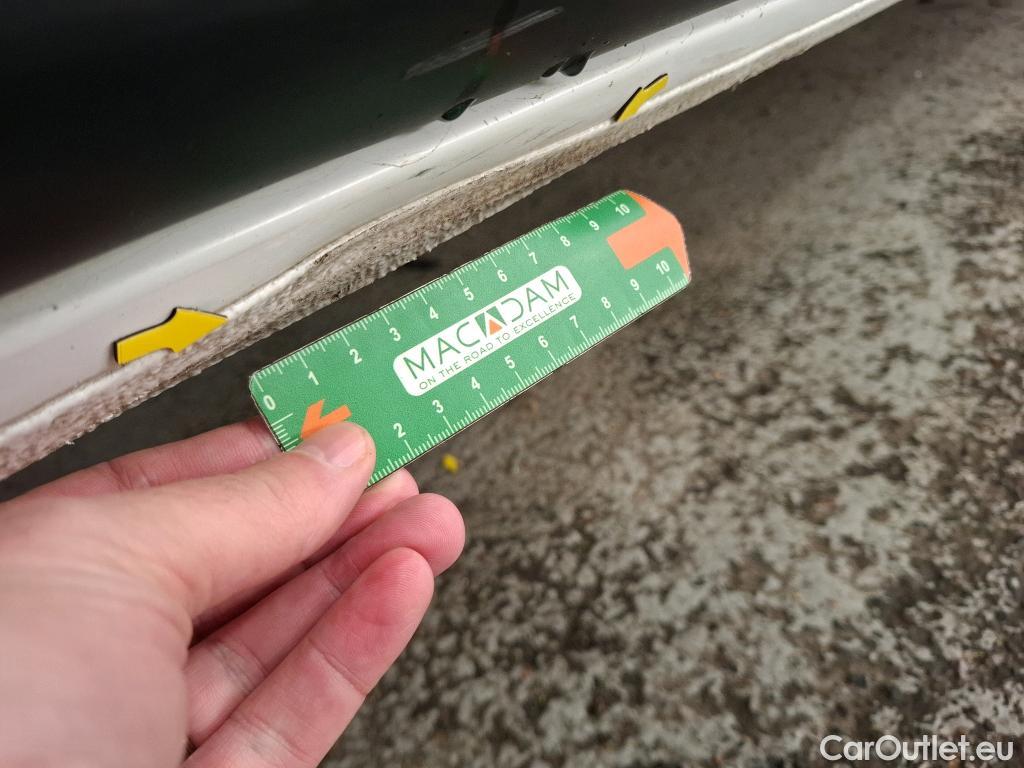 0 1 2 3 4 5 6 7 8 9 10
MACADAM
ON THE ROAD TO EXCELLENCE
2 3 4 5 6 7 8 9 10
CarOutlet.eu